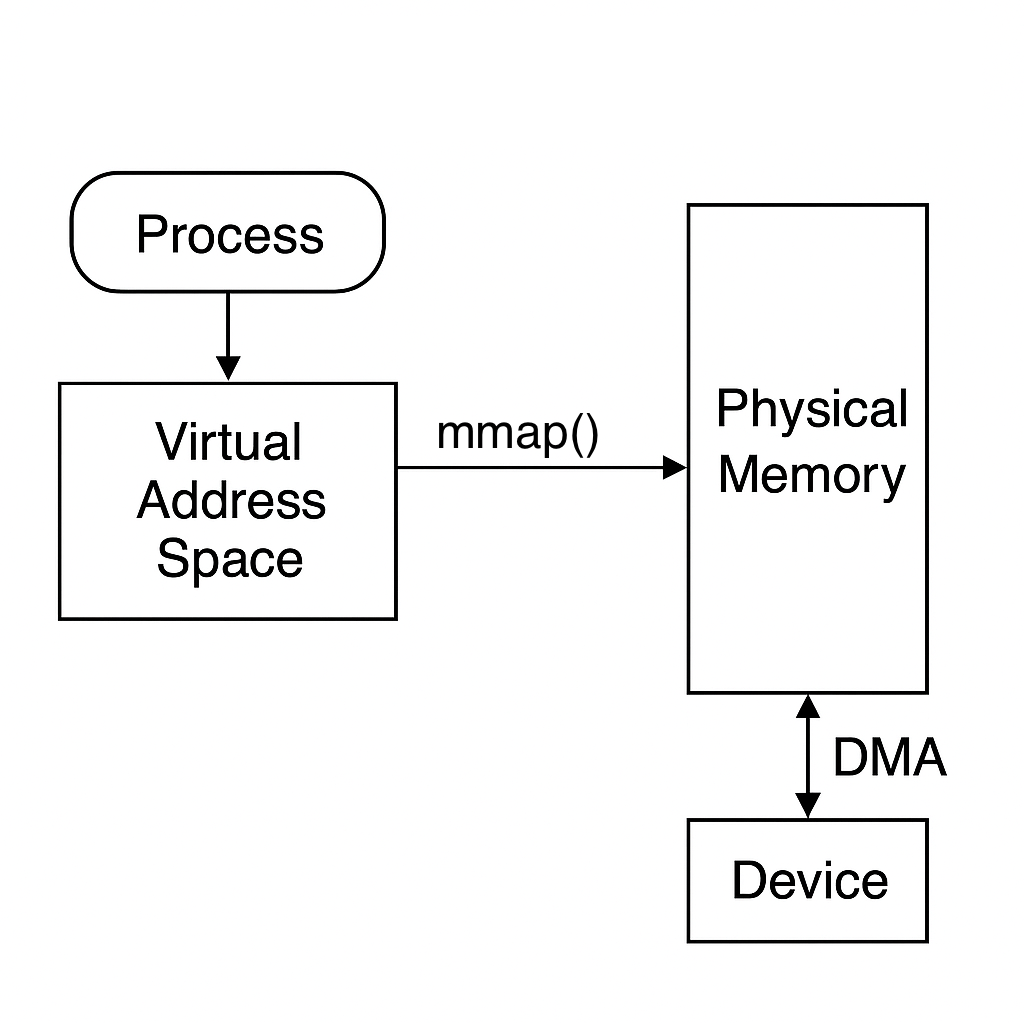 Process
Virtual
Address
Space
mmap()
Physical
Memory
DMA
Device